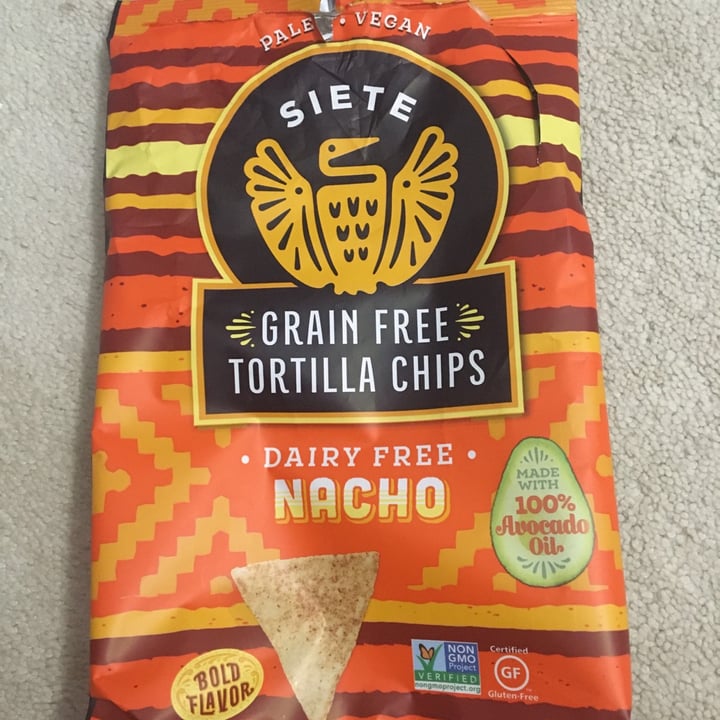 PALEO • VEGAN
SIETE
GRAIN FREE
TORTILLA CHIPS
• DAIRY FREE •
NACHO
MADE
WITH
100%
Avocado
Oil
BOLD
FLAVOR
NON
GMO
Project
VERIFIED
nongmoproject.org
Certified
GF
Gluten-Free